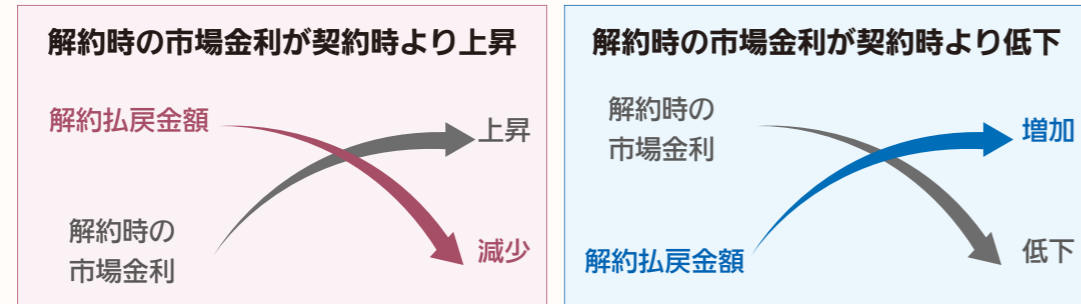 解約時の市場金利が契約時より上昇
解約払戻金額
上昇
解約時の
市場金利
減少
解約時の市場金利が契約時より低下
解約時の
市場金利
増加
解約払戻金額
低下